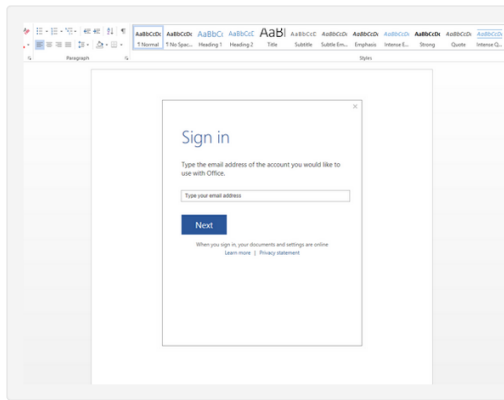 AaBbCcDc AaBbCcDc AaBbCc AaBbCcC AaB AaBbCcC AaBbCcDc AaBbCcDc AaBbCcDc AaBbCcDc AaBbCcDc AaBbCcDc
¶ Normal ¶ No Spac... Heading 1 Heading 2 Title Subtitle Subtle Em... Emphasis Intense E... Strong Quote Intense Q...
Paragraph Styles
Sign in
Type the email address of the account you would like to
use with Office.
Type your email address
Next
When you sign in, your documents and settings are online
Learn more | Privacy statement